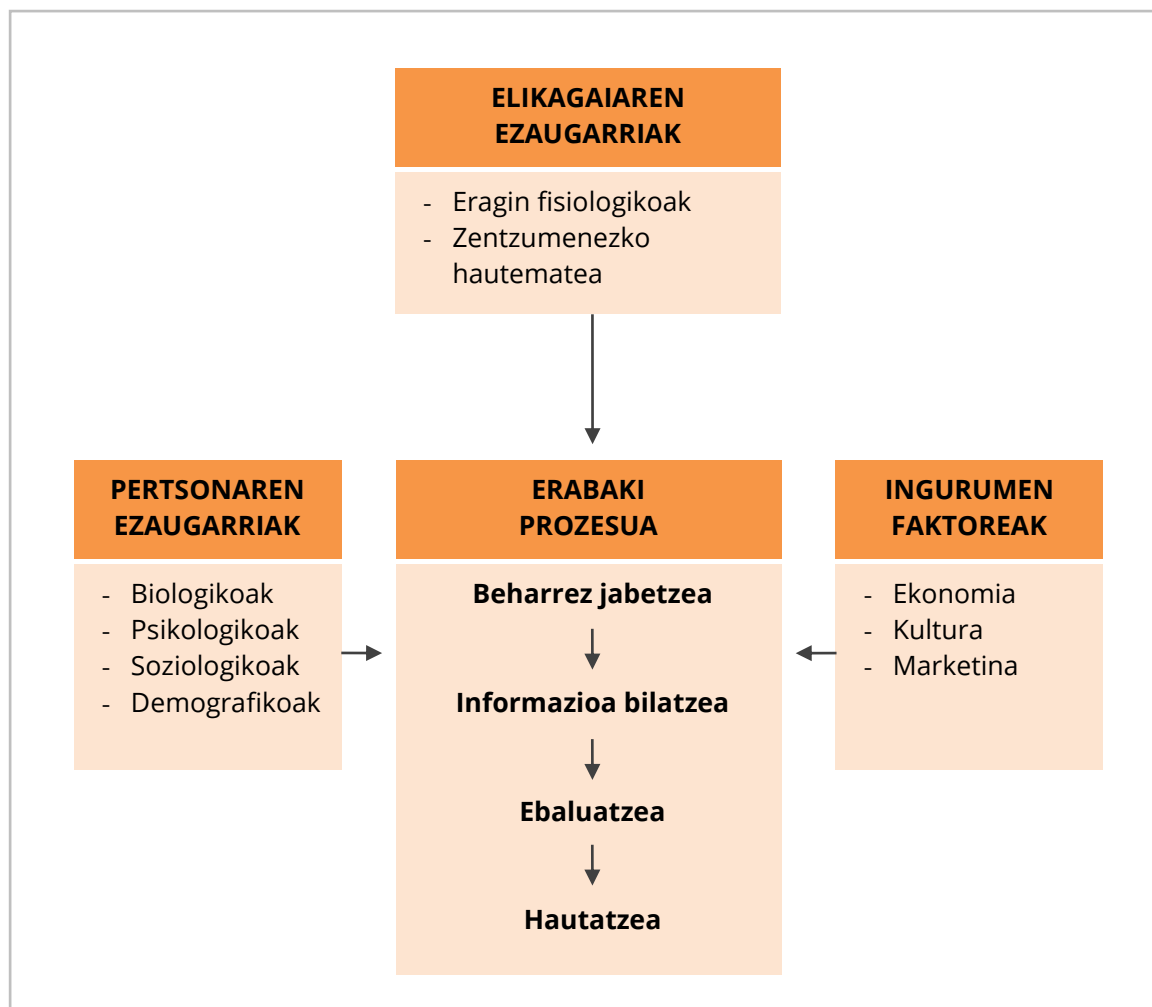 ELIKAGAIAREN
EZAUGARRIAK
- Eragin fisiologikoak
- Zentzumenezko
hautematea
PERTSONAREN
EZAUGARRIAK
- Biologikoak
- Psikologikoak
- Soziologikoak
- Demografikoak
ERABAKI
PROZESUA
Beharrez jabetzea
Informazioa bilatzea
Ebaluatzea
Hautatzea
INGURUMEN
FAKTOREAK
- Ekonomia
- Kultura
- Marketina